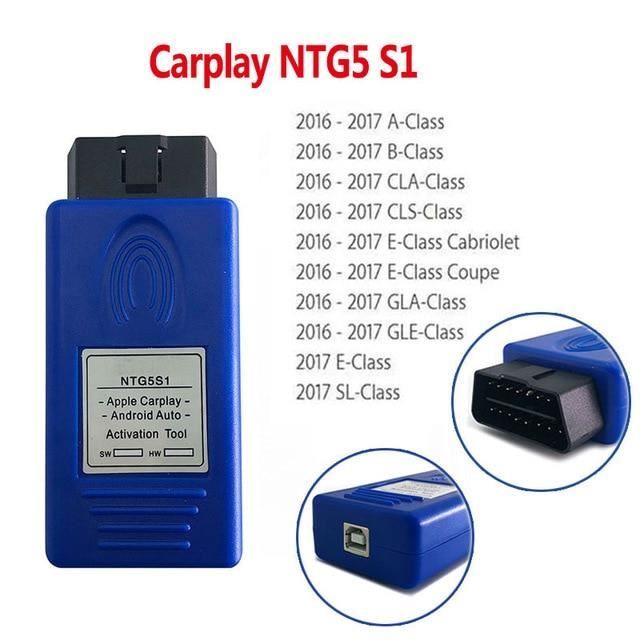 Carplay NTG5 S1
2016 - 2017 A-Class
2016 - 2017 B-Class
2016 - 2017 CLA-Class
2016 - 2017 CLS-Class
2016 - 2017 E-Class Cabriolet
2016 - 2017 E-Class Coupe
2016 - 2017 GLA-Class
2016 - 2017 GLE-Class
2017 E-Class
2017 SL-Class
NTG5S1
- Apple Carplay -
- Android Auto -
Activation Tool
SW HW